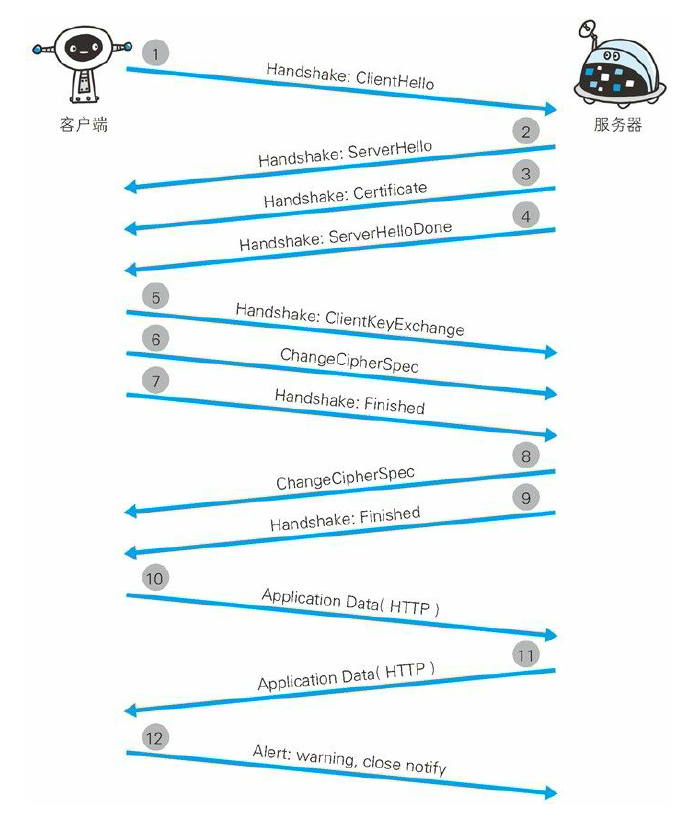 1
Handshake: ClientHello
客户端
服务器
2
Handshake: ServerHello
3
Handshake: Certificate
4
Handshake: ServerHelloDone
5
Handshake: ClientKeyExchange
6
ChangeCipherSpec
7
Handshake: Finished
8
ChangeCipherSpec
9
Handshake: Finished
10
Application Data( HTTP )
11
Application Data( HTTP )
12
Alert: warning, close notify